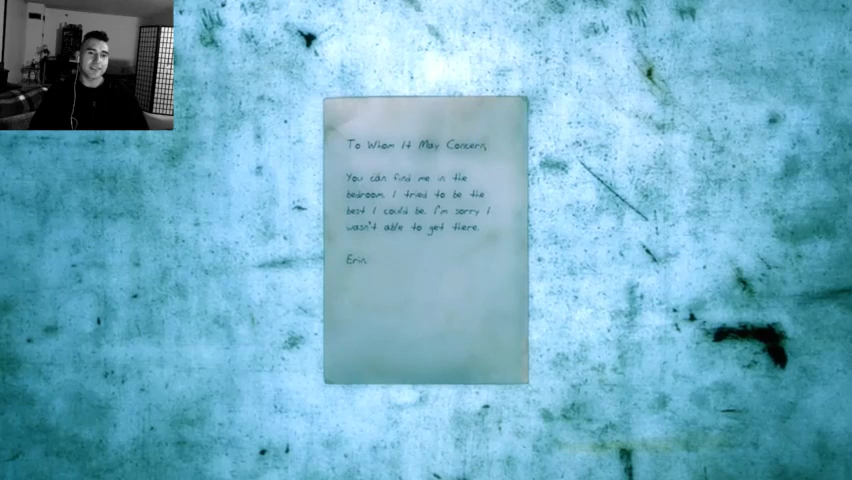 To Whom It May Concern,
You can find me in the
bedroom. I tried to be the
best I could be. I'm sorry I
wasn't able to get there.
Erin